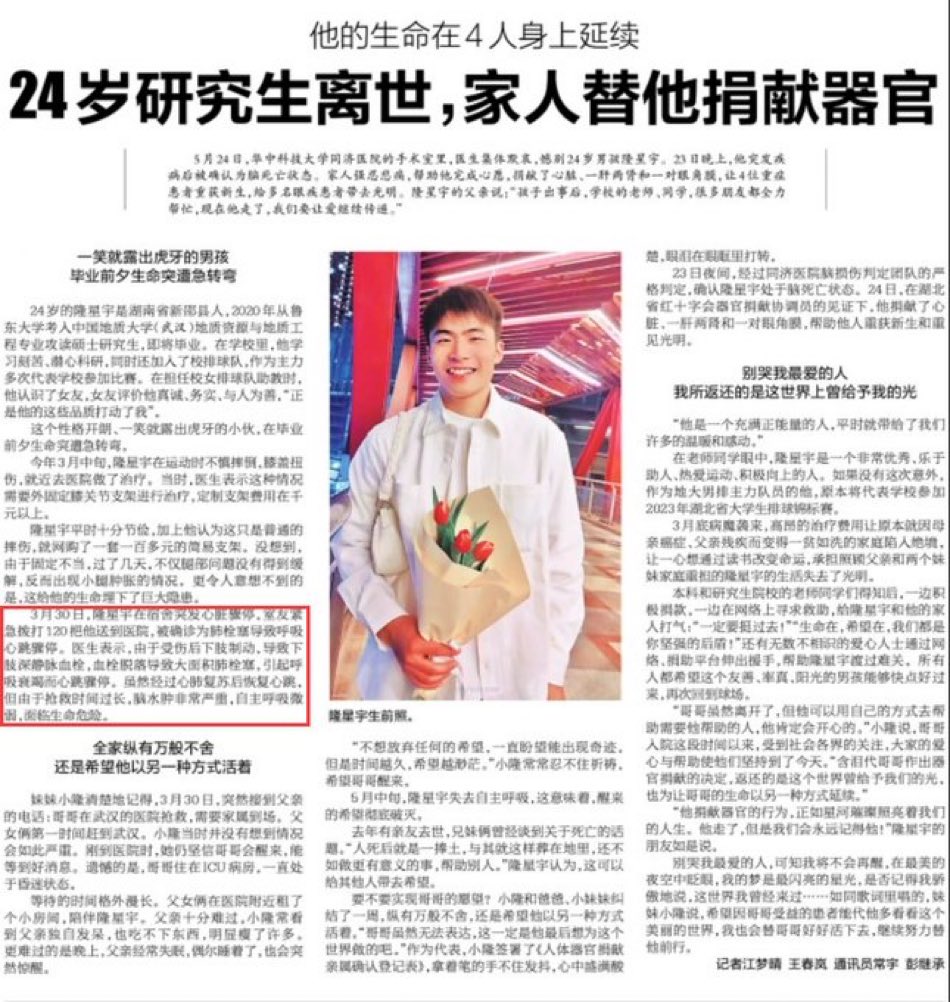 他的生命在4人身上延续
24岁研究生离世,家人替他捐献器官
5月24日,华中科技大学同济医院的手术室里,医生集体默哀,憾别24岁男孩隆星宇。23日晚上,他突发疾
病后被确认为脑死亡状态。家人强忍悲痛,帮助他完成心愿,捐献了心脏、一肝两肾和一对眼角膜,让4位重症
患者重获新生,给多名眼疾患者带去光明。隆星宇的父亲说:“孩子出事后,学校的老师、同学,很多朋友都全力
帮忙,现在他走了,我们要让爱继续传递。”
一笑就露出虎牙的男孩
毕业前夕生命突遭急转弯
24岁的隆星宇是湖南省新邵县人,2020年从鲁
东大学考入中国地质大学(武汉)地质资源与地质工
程专业攻读硕士研究生,即将毕业。在学校里,他学
习刻苦、潜心科研,同时还加入了校排球队,作为主力
多次代表学校参加比赛。在担任校女排球队助教时,
他认识了女友,女友评价他真诚、务实、与人为善,“正
是他的这些品质打动了我”。
这个性格开朗、一笑就露出虎牙的小伙,在毕业
前夕生命突遭急转弯。
今年3月中旬,隆星宇在运动时不慎摔倒,膝盖扭
伤,就近去医院做了治疗。当时,医生表示这种情况
需要外固定膝关节支架进行治疗,定制支架费用在千
元以上。
隆星宇平时十分节俭,加上他认为这只是普通的
摔伤,就网购了一套一百多元的简易支架。没想到,
由于固定不当,过了几天,不仅腿部问题没有得到缓
解,反而出现小腿肿胀的情况。更令人意想不到的
是,这给他的生命埋下了巨大隐患。
3月30日,隆星宇在宿舍突发心脏骤停,室友紧
急拨打120把他送到医院,被确诊为肺栓塞导致呼吸
心跳骤停。医生表示,由于受伤后下肢制动,导致下
肢深静脉血栓,血栓脱落导致大面积肺栓塞,引起呼
吸衰竭而心跳骤停。虽然经过心肺复苏后恢复心跳,
但由于抢救时间过长,脑水肿非常严重,自主呼吸微
弱,面临生命危险。
全家纵有万般不舍
还是希望他以另一种方式活着
妹妹小隆清楚地记得,3月30日,突然接到父亲
的电话:哥哥在武汉的医院抢救,需要家属到场。父
女俩第一时间赶到武汉。小隆当时并没有想到情况
会如此严重。刚到医院时,她仍坚信哥哥会醒来,能
等到好消息。遗憾的是,哥哥住在ICU病房,一直处
于昏迷状态。
等待的时间格外漫长。父女俩在医院附近租了
个小房间,陪伴隆星宇。父亲十分难过,小隆常看
到父亲独自发呆,也吃不下东西,明显瘦了许多。
更难过的是晚上,父亲经常失眠,偶尔睡着了,也会突
然惊醒。
隆星宇生前照。
“不想放弃任何的希望,一直盼望能出现奇迹,
但是时间越久,希望越渺茫。”小隆常常忍不住祈祷,
希望哥哥醒来。
5月中旬,隆星宇失去自主呼吸,这意味着,醒来
的希望彻底破灭。
去年有亲友去世,兄妹俩曾经谈到关于死亡的话
题。“人死后就是一捧土,与其就这样葬在地里,还不
如做更有意义的事,帮助别人。”隆星宇认为,这可以
给其他人带去希望。
要不要实现哥哥的愿望?小隆和爸爸、小妹妹纠
结了一周,纵有万般不舍,还是希望他以另一种方式
活着。“哥哥虽然无法表达,这一定是他最后想为这个
世界做的吧。”作为代表,小隆签署了《人体器官捐献
亲属确认登记表》,拿着笔的手不住发抖,心中盛满酸
楚,眼泪在眼眶里打转。
23日夜间,经过同济医院脑损伤判定团队的严
格判定,确认隆星宇处于脑死亡状态。24日,在湖北
省红十字会器官捐献协调员的见证下,他捐献了心
脏、一肝两肾和一对眼角膜,帮助他人重获新生和重
见光明。
别哭我最爱的人
我所返还的是这世界上曾给予我的光
“他是一个充满正能量的人,平时就带给了我们
许多的温暖和感动。”
在老师同学眼中,隆星宇是一个非常优秀、乐于
助人、热爱运动、积极向上的人。如果没有这次意外,
作为地大男排主力队员的他,原本将代表学校参加
2023年湖北省大学生排球锦标赛。
3月底病魔袭来,高昂的治疗费用让原本就因母
亲癌症、父亲残疾而变得一贫如洗的家庭陷入绝境,
让一心想通过读书改变命运,承担照顾父亲和两个妹
妹家庭重担的隆星宇的生活失去了光明。
本科和研究生院校的老师同学们得知后,一边积
极捐款,一边在网络上寻求救助,给隆星宇和他的家
人打气:“一定要挺过去!”“生命在,希望在,我们都是
你坚强的后盾!”还有无数不相识的爱心人士通过网
络、捐助平台伸出援手,帮助隆星宇渡过难关。所有
人都希望这个友善、率真、阳光的男孩能够快点好过
来,再次回到球场。
“哥哥虽然离开了,但他可以用自己的方式去帮
助需要他帮助的人,他肯定会开心的。”小隆说,哥哥
入院这段时间以来,受到社会各界的关注,大家的爱
心与帮助使他们坚持到了今天。“含泪代哥哥作出器
官捐献的决定,返还的是这个世界曾给予我们的光,
也为让哥哥的生命以另一种方式延续。”
“他捐献器官的行为,正如星河璀璨照亮着我们
的人生。他走了,但是我们会永远记得他!”隆星宇的
朋友如是说。
别哭我最爱的人,可知我将不会再醒,在最美的
夜空中眨眼,我的梦是最闪亮的星光,是否记得我骄
傲地说,这世界我曾经来过……如同歌词里唱的,妹
妹小隆说,希望因哥哥受益的患者能代他多看看这个
美丽的世界,我也会替哥哥好好活下去,继续努力替
他前行。
记者江梦晴 王春岚 通讯员常宇 彭继承